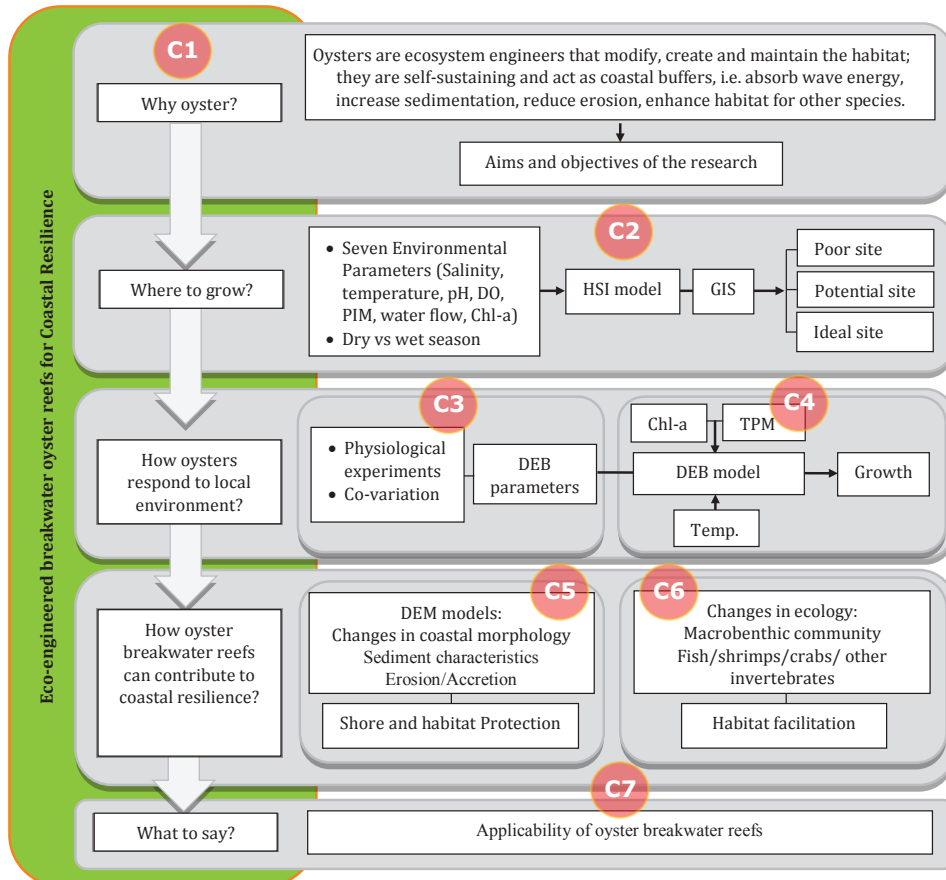 Eco-engineered breakwater oyster reefs for Coastal Resilience
C1
Why oyster?
Oysters are ecosystem engineers that modify, create and maintain the habitat;
they are self-sustaining and act as coastal buffers, i.e. absorb wave energy,
increase sedimentation, reduce erosion, enhance habitat for other species.
Aims and objectives of the research
C2
Where to grow?
• Seven Environmental
Parameters (Salinity,
temperature, pH, DO,
PIM, water flow, Chl-a)
• Dry vs wet season
HSI model
GIS
Poor site
Potential site
Ideal site
C3
How oysters
respond to local
environment?
• Physiological
experiments
• Co-variation
DEB
parameters
C4
Chl-a
TPM
DEB model
Growth
Temp.
How oyster
breakwater reefs
can contribute to
coastal resilience?
C5
DEM models:
Changes in coastal morphology
Sediment characteristics
Erosion/Accretion
Shore and habitat Protection
C6
Changes in ecology:
Macrobenthic community
Fish/shrimps/crabs/ other
invertebrates
Habitat facilitation
C7
What to say?
Applicability of oyster breakwater reefs